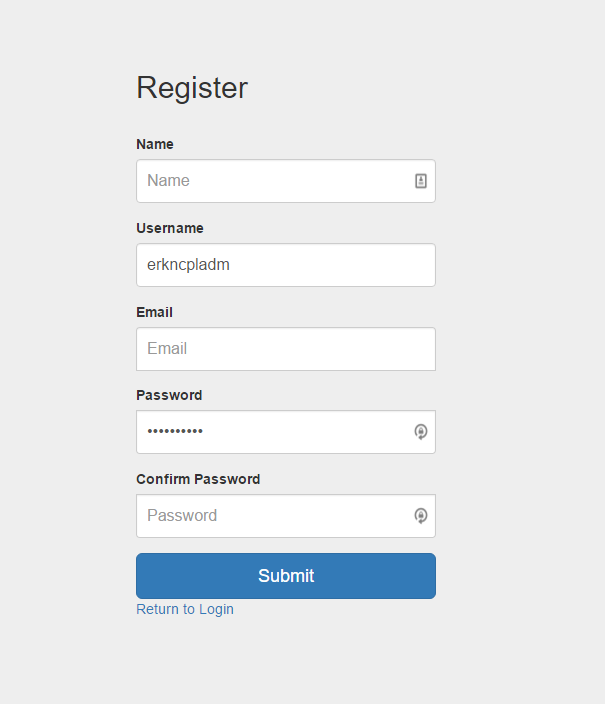 Register
Name
Name
Username
erkncpladm
Email
Email
Password
••••••••••
Confirm Password
Password
Submit
Return to Login